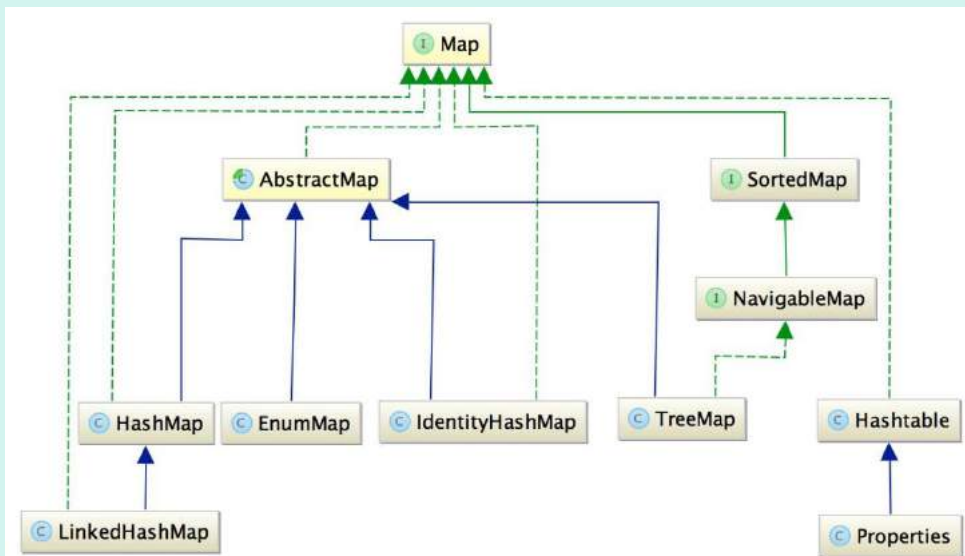 I Map
C AbstractMap
I SortedMap
I NavigableMap
C HashMap
C EnumMap
C IdentityHashMap
C TreeMap
C Hashtable
C LinkedHashMap
C Properties